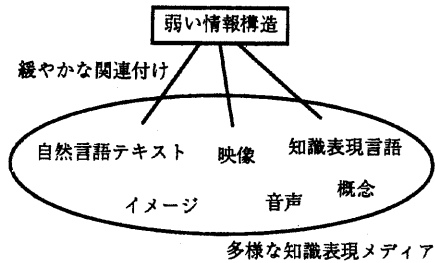 弱い情報構造
緩やかな関連付け
自然言語テキスト
映像
知識表現言語
イメージ
音声
概念
多様な知識表現メディア